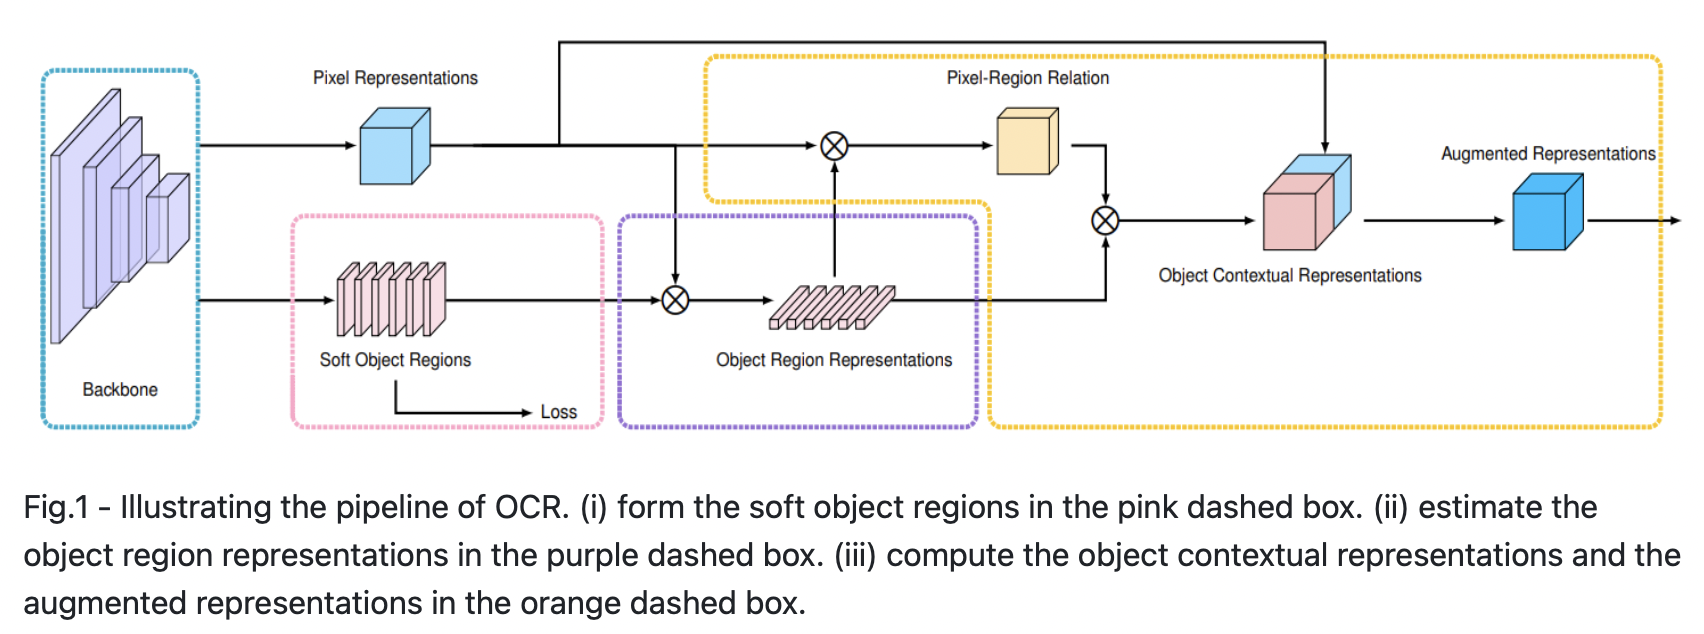 Pixel Representations
Pixel-Region Relation
Augmented Representations
Object Contextual Representations
Soft Object Regions
Object Region Representations
Backbone
Loss
Fig.1 - Illustrating the pipeline of OCR. (i) form the soft object regions in the pink dashed box. (ii) estimate the
object region representations in the purple dashed box. (iii) compute the object contextual representations and the
augmented representations in the orange dashed box.